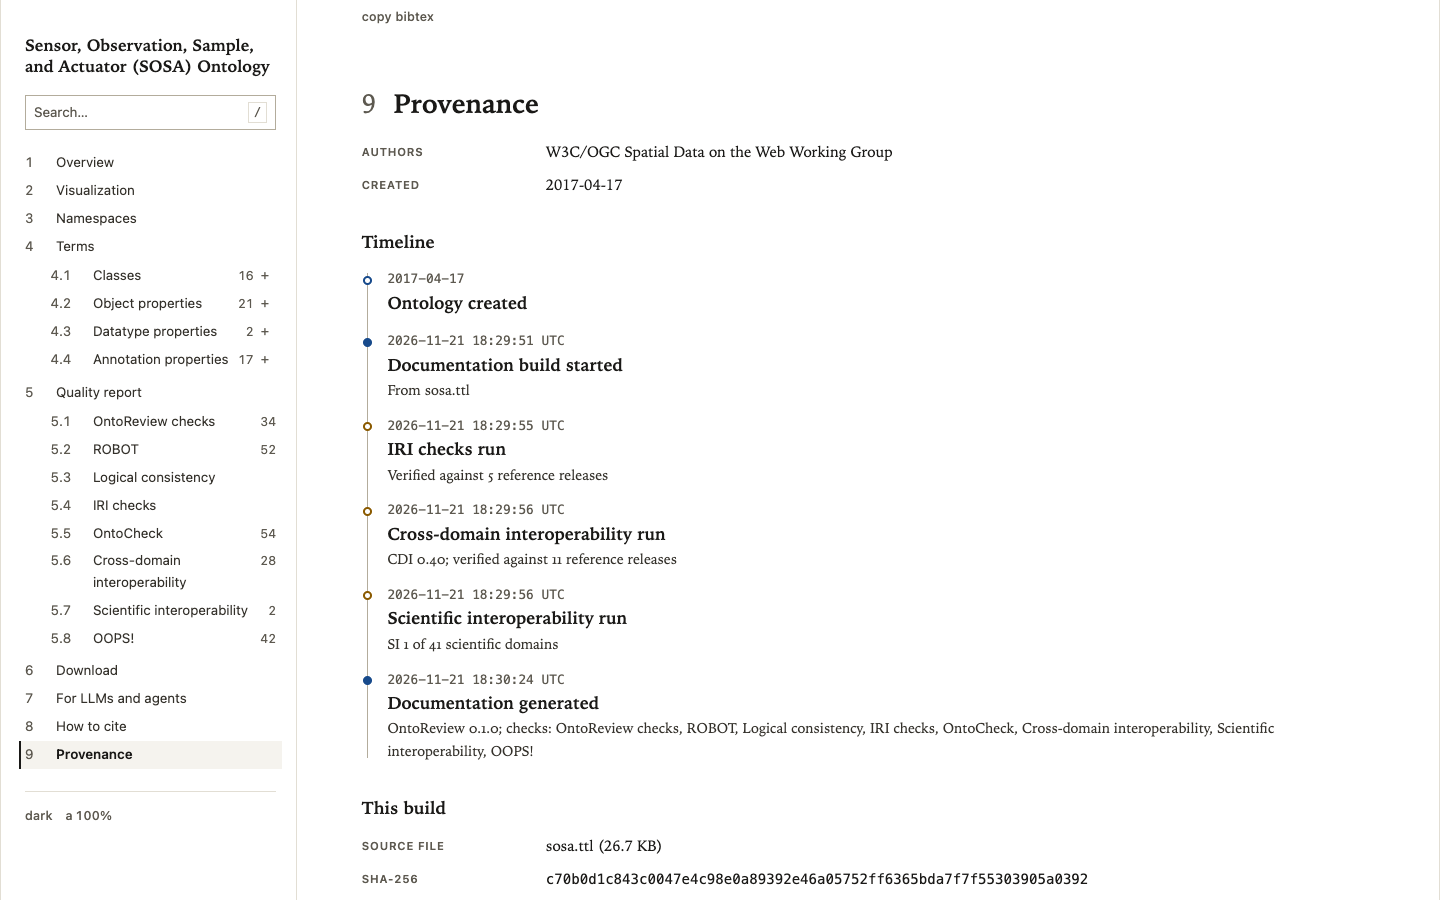 Sensor, Observation, Sample,
and Actuator (SOSA) Ontology
Search...
/
1 Overview
2 Visualization
3 Namespaces
4 Terms
4.1 Classes 16 +
4.2 Object properties 21 +
4.3 Datatype properties 2 +
4.4 Annotation properties 17 +
5 Quality report
5.1 OntoReview checks 34
5.2 ROBOT 52
5.3 Logical consistency
5.4 IRI checks
5.5 OntoCheck 54
5.6 Cross-domain 28
interoperability
5.7 Scientific interoperability 2
5.8 OOPS! 42
6 Download
7 For LLMs and agents
8 How to cite
9 Provenance
dark a 100%
copy bibtex
9 Provenance
AUTHORS W3C/OGC Spatial Data on the Web Working Group
CREATED 2017-04-17
Timeline
2017-04-17
Ontology created
2026-11-21 18:29:51 UTC
Documentation build started
From sosa.ttl
2026-11-21 18:29:55 UTC
IRI checks run
Verified against 5 reference releases
2026-11-21 18:29:56 UTC
Cross-domain interoperability run
CDI 0.40; verified against 11 reference releases
2026-11-21 18:29:56 UTC
Scientific interoperability run
SI 1 of 41 scientific domains
2026-11-21 18:30:24 UTC
Documentation generated
OntoReview 0.1.0; checks: OntoReview checks, ROBOT, Logical consistency, IRI checks, OntoCheck, Cross-domain interoperability, Scientific
interoperability, OOPS!
This build
SOURCE FILE sosa.ttl (26.7 KB)
SHA-256 c70b0d1c843c0047e4c98e0a89392e46a05752ff6365bda7f7f55303905a0392